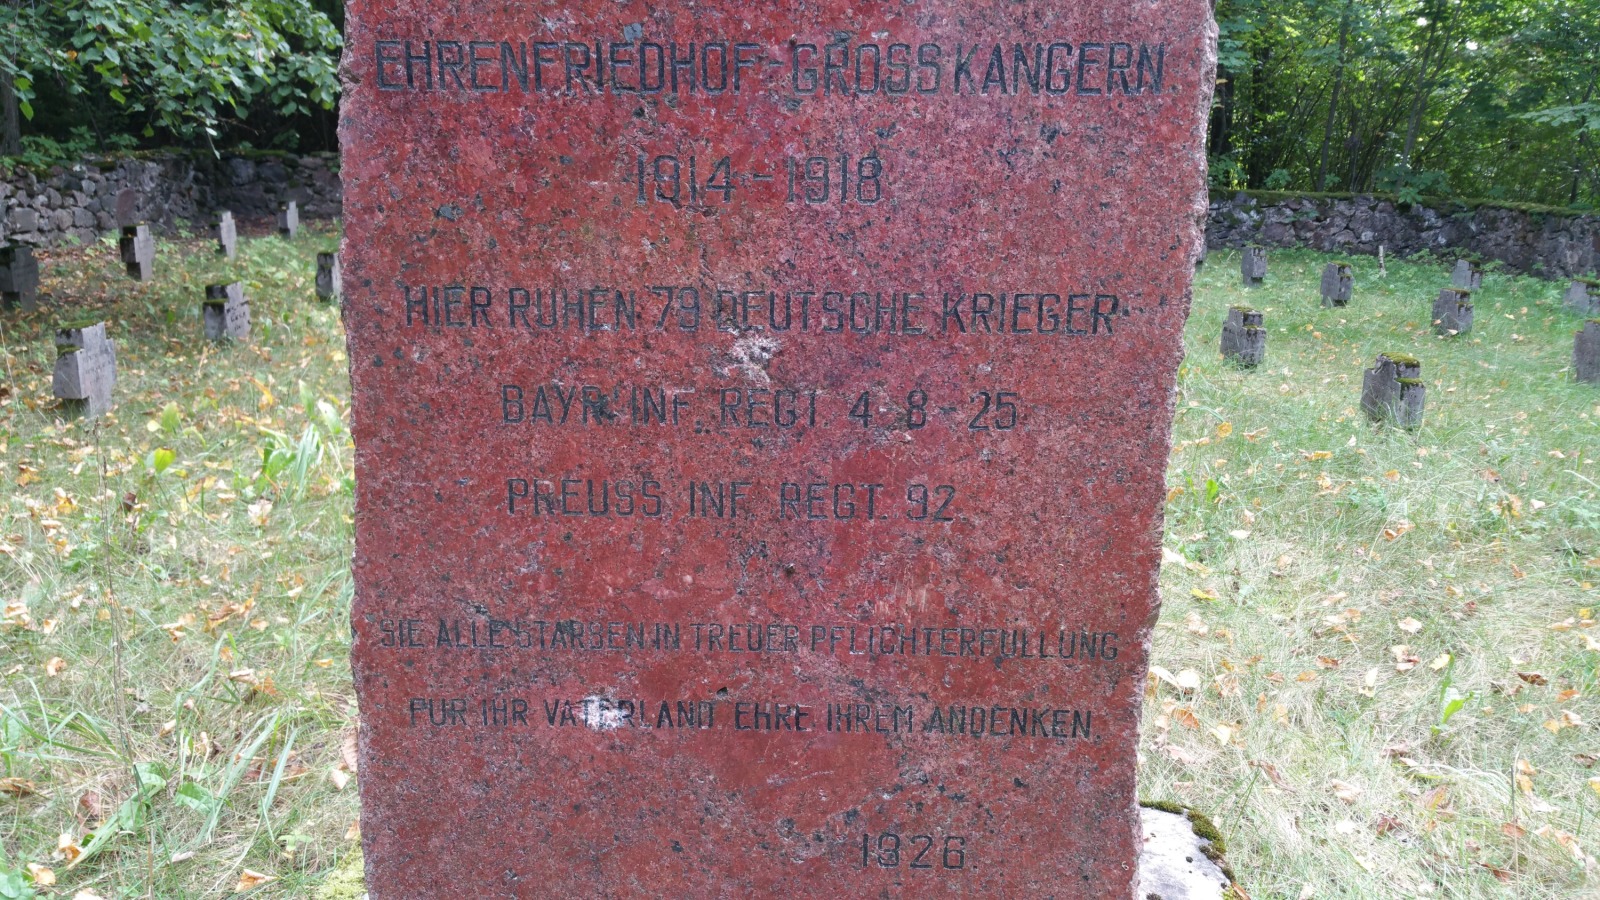 EHRENFRIEDHOF-GROSS KANGERN.
1914-1918.
HIER RUHEN 79 DEUTSCHE KRIEGER
BAYR. INF. REGT. 4-8-25
PREUSS INF. REGT. 92.
SIE ALLE STARBEN IN TREUER PFLICHTERFULLUNG
FUR IHR VATERLAND EHRE IHREM ANDENKEN.
1926.